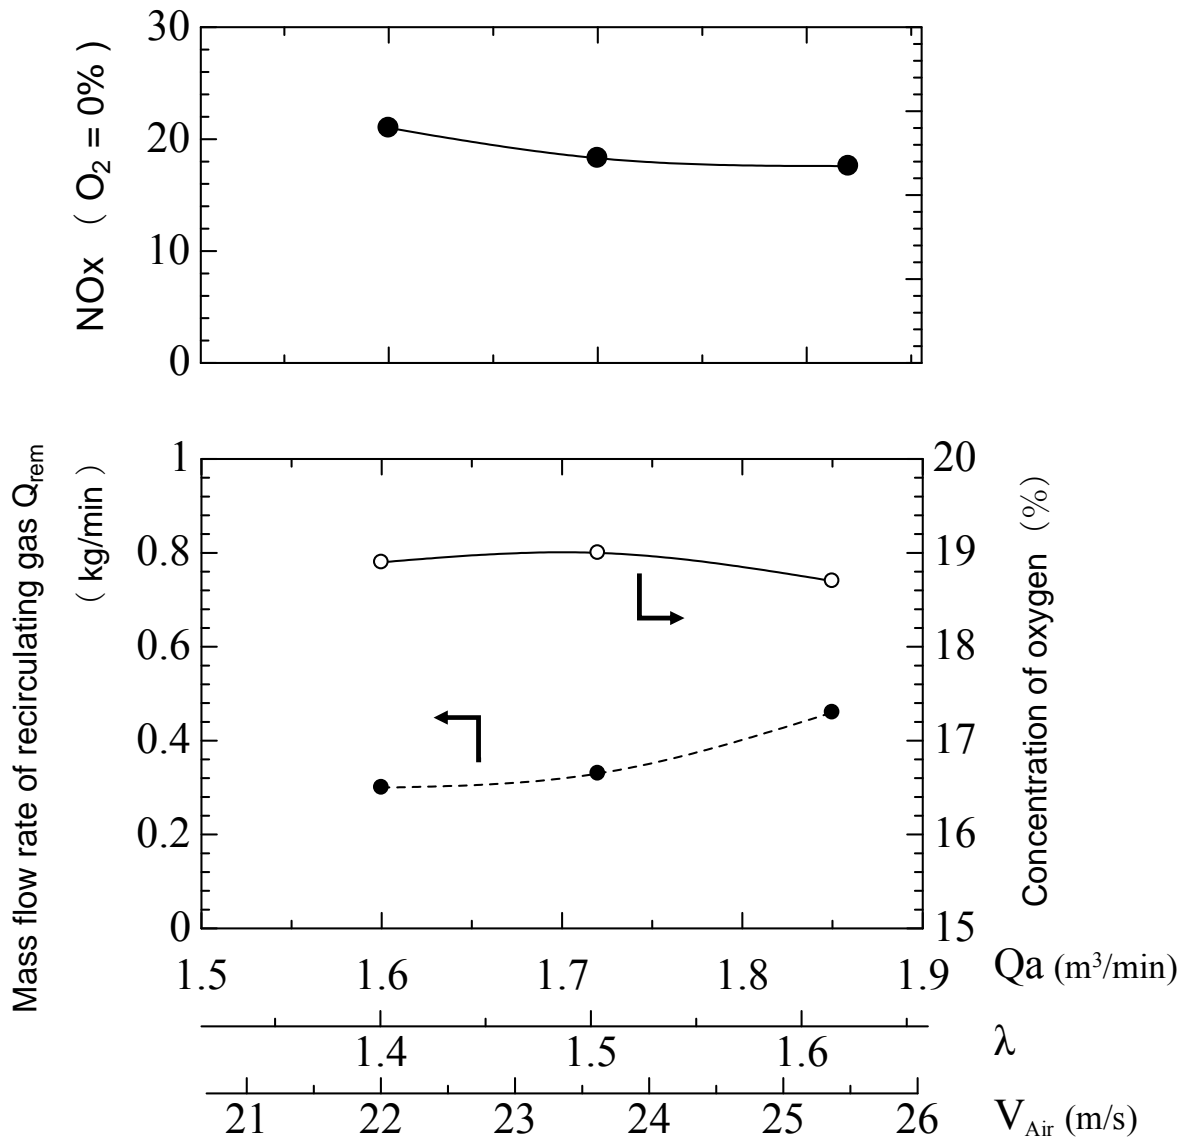 30
20
10
0
NOx （ O₂ = 0% ）
1
0.8
0.6
0.4
0.2
0
Mass flow rate of recirculating gas Qrem
（ kg/min ）
20
19
18
17
16
15
Concentration of oxygen （%）
1.5 1.6 1.7 1.8 1.9 Qa (m³/min)
1.4 1.5 1.6 λ
21 22 23 24 25 26 VAir (m/s)